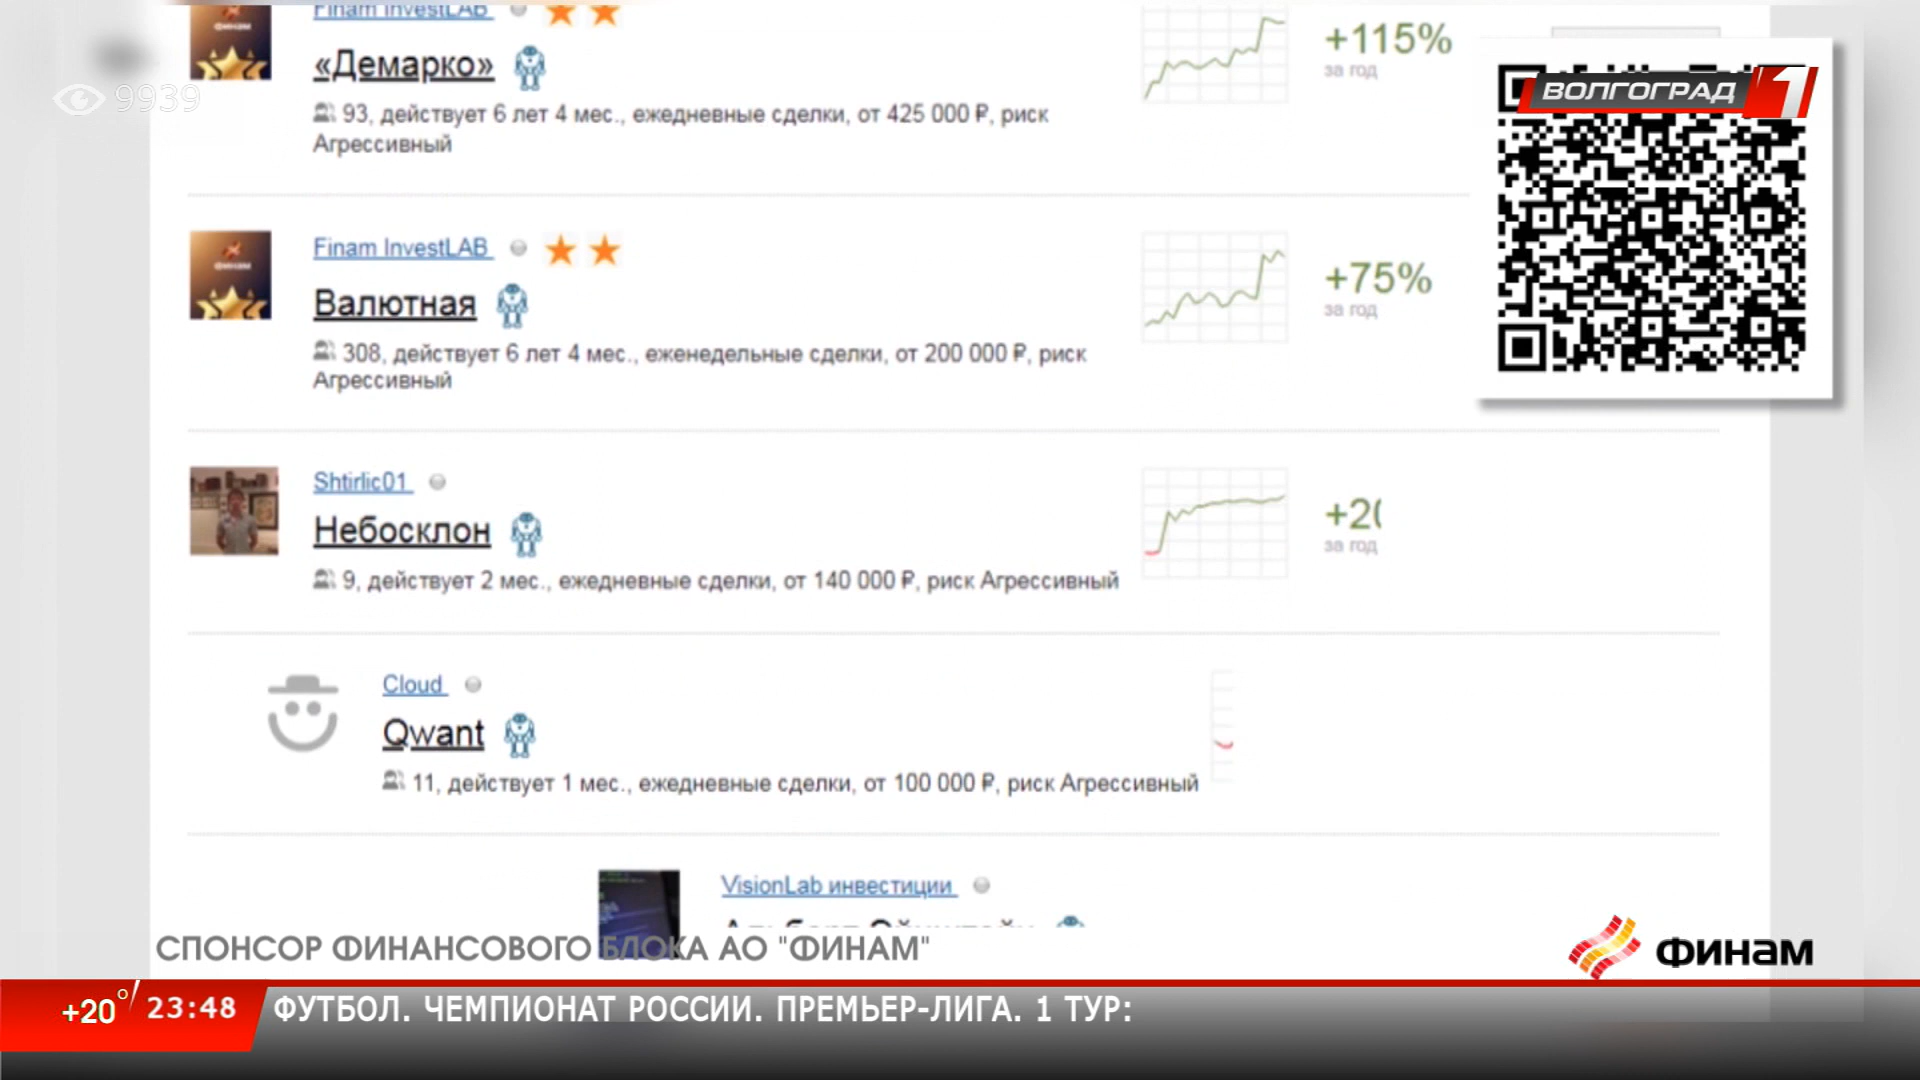 Finam InvestLAB
+115%
за год
«Демарко»
9939
93, действует 6 лет 4 мес., ежедневные сделки, от 425 000 ₽, риск
Агрессивный
ВОЛГОГРАД 1
Finam InvestLAB
Валютная
+75%
за год
308, действует 6 лет 4 мес., еженедельные сделки, от 200 000 ₽, риск
Агрессивный
Shtirlic01
Небосклон
за год
9, действует 2 мес., ежедневные сделки, от 140 000 ₽, риск Агрессивный
Cloud
Qwant
11, действует 1 мес., ежедневные сделки, от 100 000 ₽, риск Агрессивный
VisionLab инвестиции
СПОНСОР ФИНАНСОВОГО БЛОКА АО "ФИНАМ"
ФИНАМ
+20° 23:48 ФУТБОЛ. ЧЕМПИОНАТ РОССИИ. ПРЕМЬЕР-ЛИГА. 1 ТУР: